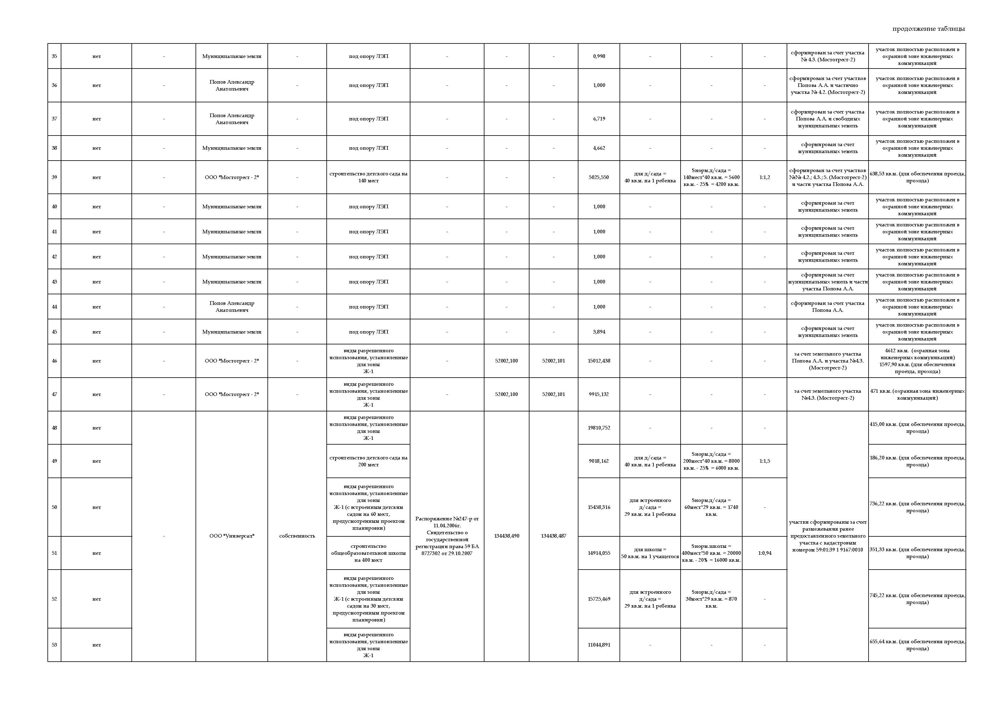 продолжение таблицы
35 нет - Муниципальные земли - под опору ЛЭП - - - 0,998 - - - сформирован за счет участка № 4.3. (Мостотрест-2) участок полностью расположен в охранной зоне инженерных коммуникаций
36 нет - Попов Александр Анатольевич - под опору ЛЭП - - - 1,000 - - - сформирован за счет участков Попова А.А. и частично участка № 4.2. (Мостотрест-2) участок полностью расположен в охранной зоне инженерных коммуникаций
37 нет - Попов Александр Анатольевич - под опору ЛЭП - - - 6,719 - - - сформирован за счет участка Попова А.А. и свободных муниципальных земель участок полностью расположен в охранной зоне инженерных коммуникаций
38 нет - Муниципальные земли - под опору ЛЭП - - - 4,662 - - - сформирован за счет муниципальных земель участок полностью расположен в охранной зоне инженерных коммуникаций
39 нет - ООО "Мостотрест - 2" - строительство детского сада на 140 мест - - - 5025,550 для д/сада = 40 кв.м. на 1 ребенка Sнорм.д/сада = 140мест*40 кв.м. = 5600 кв.м. - 25% = 4200 кв.м. 1:1,2 сформирован за счет участков №№ 4.2.; 4.3.; 5. (Мостотрест-2) и части участка Попова А.А. 638,53 кв.м. (для обеспечения проезда, прохода)
40 нет - Муниципальные земли - под опору ЛЭП - - - 1,000 - - - сформирован за счет муниципальных земель участок полностью расположен в охранной зоне инженерных коммуникаций
41 нет - Муниципальные земли - под опору ЛЭП - - - 1,000 - - - сформирован за счет муниципальных земель участок полностью расположен в охранной зоне инженерных коммуникаций
42 нет - Муниципальные земли - под опору ЛЭП - - - 1,000 - - - сформирован за счет муниципальных земель участок полностью расположен в охранной зоне инженерных коммуникаций
43 нет - Муниципальные земли - под опору ЛЭП - - - 1,000 - - - сформирован за счет муниципальных земель и части участка Попова А.А. участок полностью расположен в охранной зоне инженерных коммуникаций
44 нет - Попов Александр Анатольевич - под опору ЛЭП - - - 1,000 - - - сформирован за счет участка Попова А.А. участок полностью расположен в охранной зоне инженерных коммуникаций
45 нет - Муниципальные земли - под опору ЛЭП - - - 3,894 - - - сформирован за счет муниципальных земель участок полностью расположен в охранной зоне инженерных коммуникаций
46 нет - ООО "Мостотрест - 2" - виды разрешенного использования, установленные для зоны Ж-1 - 52002,100 52002,101 15012,438 - - - за счет земельного участка Попова А.А. и участка №4.3. (Мостотрест-2) 4612 кв.м. (охранная зона инженерных коммуникаций) 1597,90 кв.м. (для обеспечения проезда, прохода)
47 нет - ООО "Мостотрест - 2" - виды разрешенного использования, установленные для зоны Ж-1 - 52002,100 52002,101 9915,132 - - - за счет земельного участка №4.3. (Мостотрест-2) 471 кв.м. (охранная зона инженерных коммуникаций)
48 нет виды разрешенного использования, установленные для зоны Ж-1 19810,752 - - - 415,00 кв.м. (для обеспечения проезда, прохода)
49 нет строительство детского сада на 200 мест 9018,162 для д/сада = 40 кв.м. на 1 ребенка Sнорм.д/сада = 200мест*40 кв.м. = 8000 кв.м. - 25% = 6000 кв.м. 1:1,5 186,20 кв.м. (для обеспечения проезда, прохода)
50 нет виды разрешенного использования, установленные для зоны Ж-1 (с встроенным детским садом на 60 мест, предусмотренным проектом планировки) 15458,316 для встроенного д/сада = 29 кв.м. на 1 ребенка Sнорм.д/сада = 60мест*29 кв.м. = 1740 кв.м. - 736,22 кв.м. (для обеспечения проезда, прохода)
- ООО "Универсал" собственность Распоряжение №247-р от 11.04.2006г. Свидетельство о государственной регистрации права 59 БА 0727302 от 29.10.2007 134438,490 134438,487 участки сформированы за счет размежевания ранее предоставленного земельного участка с кадастровым номером 59:01:39 1 9167:0010
51 нет строительство общеобразовательной школы на 400 мест 14914,055 для школы = 50 кв.м. на 1 учащегося Sнорм.школы = 400мест*50 кв.м. = 20000 кв.м. - 20% = 16000 кв.м. 1:0,94 351,33 кв.м. (для обеспечения проезда, прохода)
52 нет виды разрешенного использования, установленные для зоны Ж-1 (с встроенным детским садом на 30 мест, предусмотренным проектом планировки) 15725,469 для встроенного д/сада = 29 кв.м. на 1 ребенка Sнорм.д/сада = 30мест*29 кв.м. = 870 кв.м. - 745,22 кв.м. (для обеспечения проезда, прохода)
53 нет виды разрешенного использования, установленные для зоны Ж-1 11044,891 - - - 655,64 кв.м. (для обеспечения проезда, прохода)